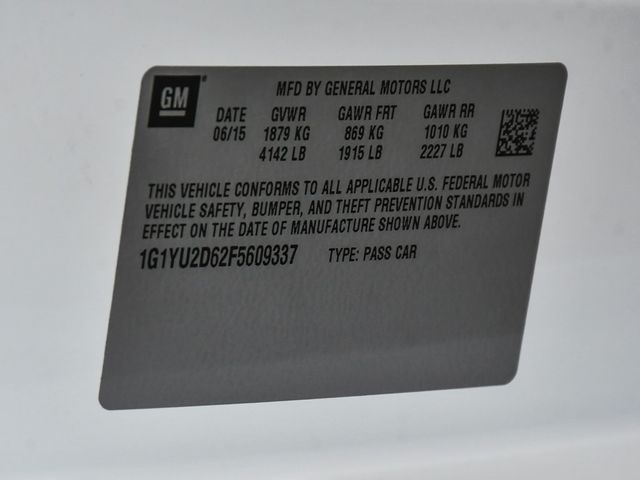 GM
MFD BY GENERAL MOTORS LLC
DATE GVWR GAWR FRT GAWR RR
06/15 1879 KG 869 KG 1010 KG
4142 LB 1915 LB 2227 LB
THIS VEHICLE CONFORMS TO ALL APPLICABLE U.S. FEDERAL MOTOR
VEHICLE SAFETY, BUMPER, AND THEFT PREVENTION STANDARDS IN
EFFECT ON THE DATE OF MANUFACTURE SHOWN ABOVE.
1G1YU2D62F5609337 TYPE: PASS CAR